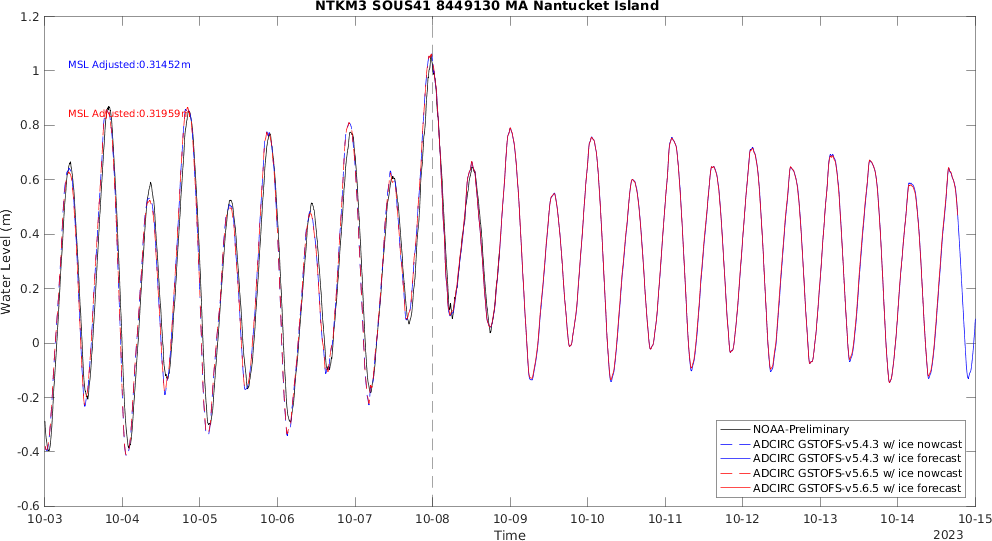 NTKM3 SOUS41 8449130 MA Nantucket Island
1.2
1
0.8
0.6
0.4
0.2
0
-0.2
-0.4
-0.6
Water Level (m)
MSL Adjusted:0.31452m
MSL Adjusted:0.31959m
NOAA-Preliminary
ADCIRC GSTOFS-v5.4.3 w/ ice nowcast
ADCIRC GSTOFS-v5.4.3 w/ ice forecast
ADCIRC GSTOFS-v5.6.5 w/ ice nowcast
ADCIRC GSTOFS-v5.6.5 w/ ice forecast
10-03 10-04 10-05 10-06 10-07 10-08 10-09 10-10 10-11 10-12 10-13 10-14 10-15
Time
2023